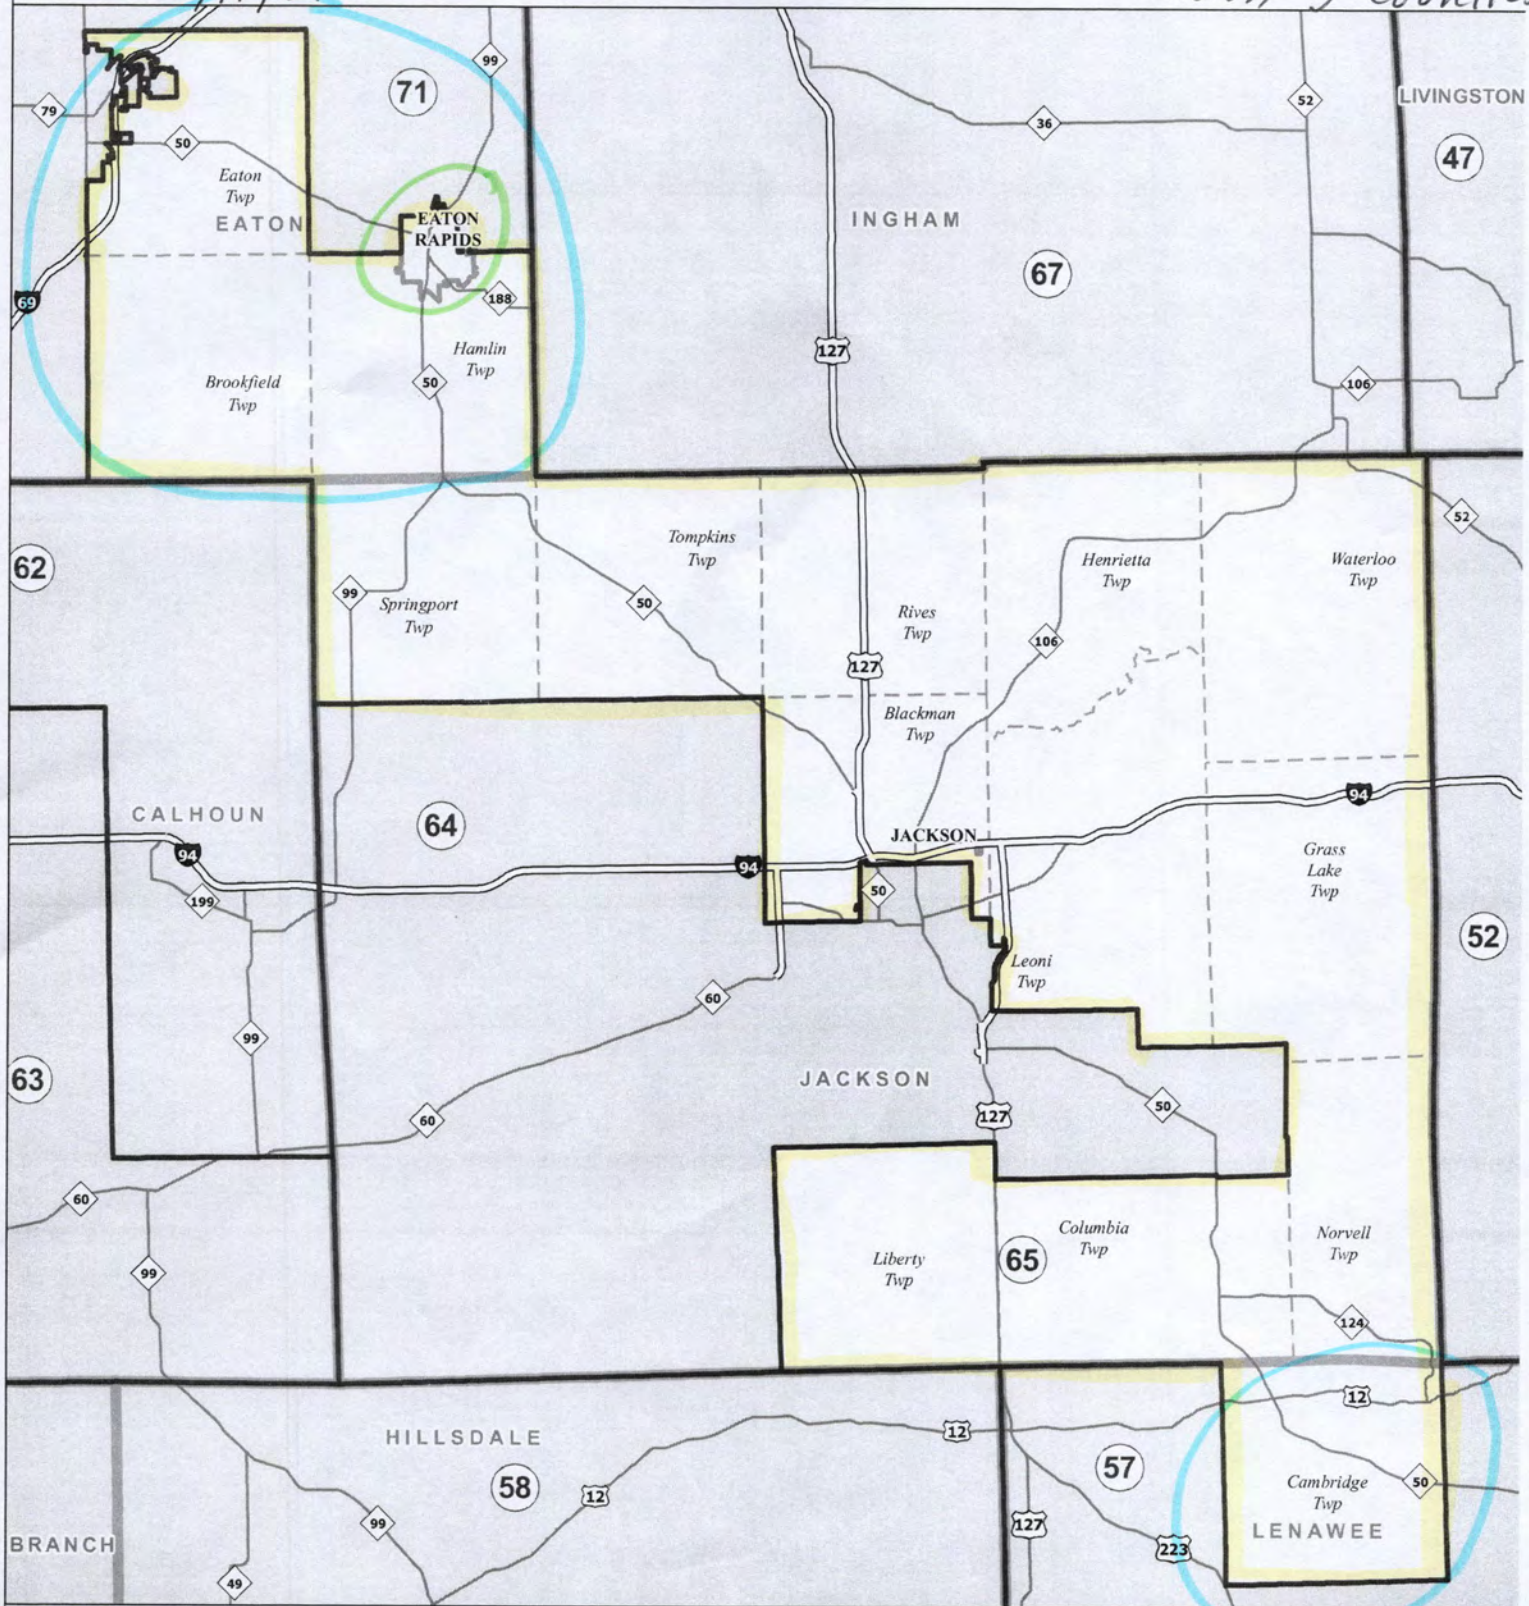 Counties
71
99
52
LIVINGSTON
79
36
47
50
Eaton
Twp
EATON
EATON
RAPIDS
INGHAM
67
69
188
127
Hamlin
Twp
50
Brookfield
Twp
106
52
Tompkins
Twp
Henrietta
Twp
Waterloo
Twp
62
99
Springport
Twp
50
Rives
Twp
106
127
Blackman
Twp
94
CALHOUN
64
JACKSON
94
94
Grass
Lake
Twp
199
50
52
Leoni
Twp
60
99
63
JACKSON
60
127
50
60
Liberty
Twp
65
Columbia
Twp
Norvell
Twp
99
124
12
HILLSDALE
12
57
58
12
Cambridge
Twp
50
LENAWEE
99
127
223
BRANCH
49